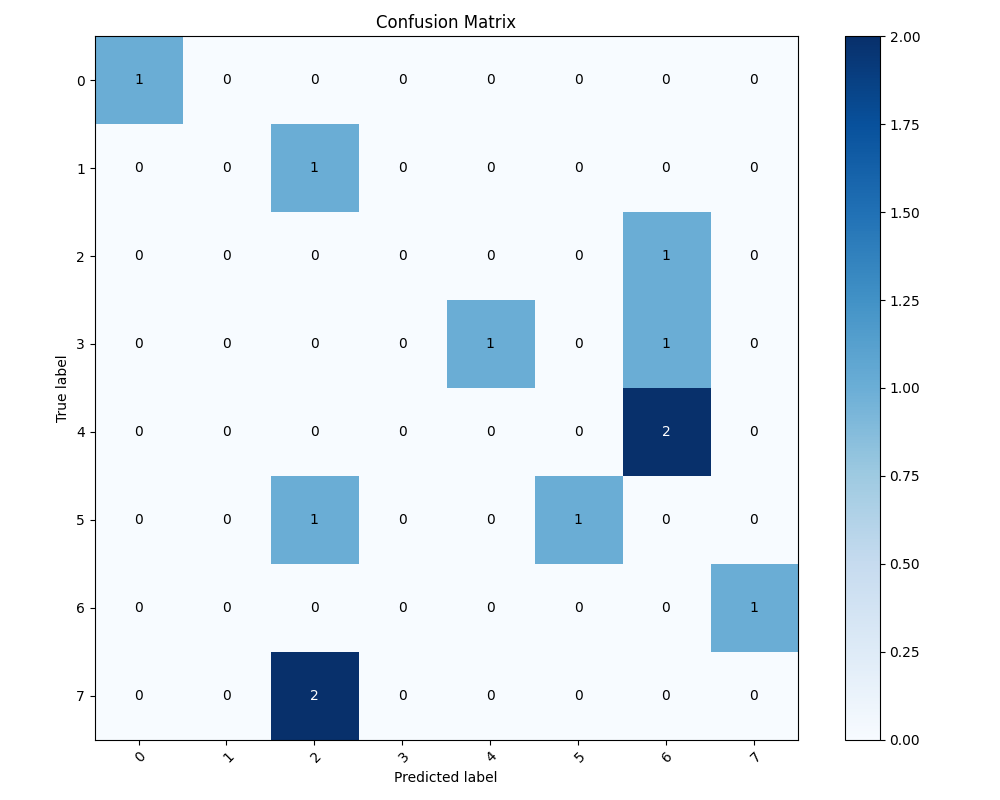 Confusion Matrix
0 1 0 0 0 0 0 0 0
1 0 0 1 0 0 0 0 0
2 0 0 0 0 0 0 1 0
3 0 0 0 0 1 0 1 0
4 0 0 0 0 0 0 2 0
5 0 0 1 0 0 1 0 0
6 0 0 0 0 0 0 0 1
7 0 0 2 0 0 0 0 0
0 1 2 3 4 5 6 7
Predicted label
True label
2.00
1.75
1.50
1.25
1.00
0.75
0.50
0.25
0.00